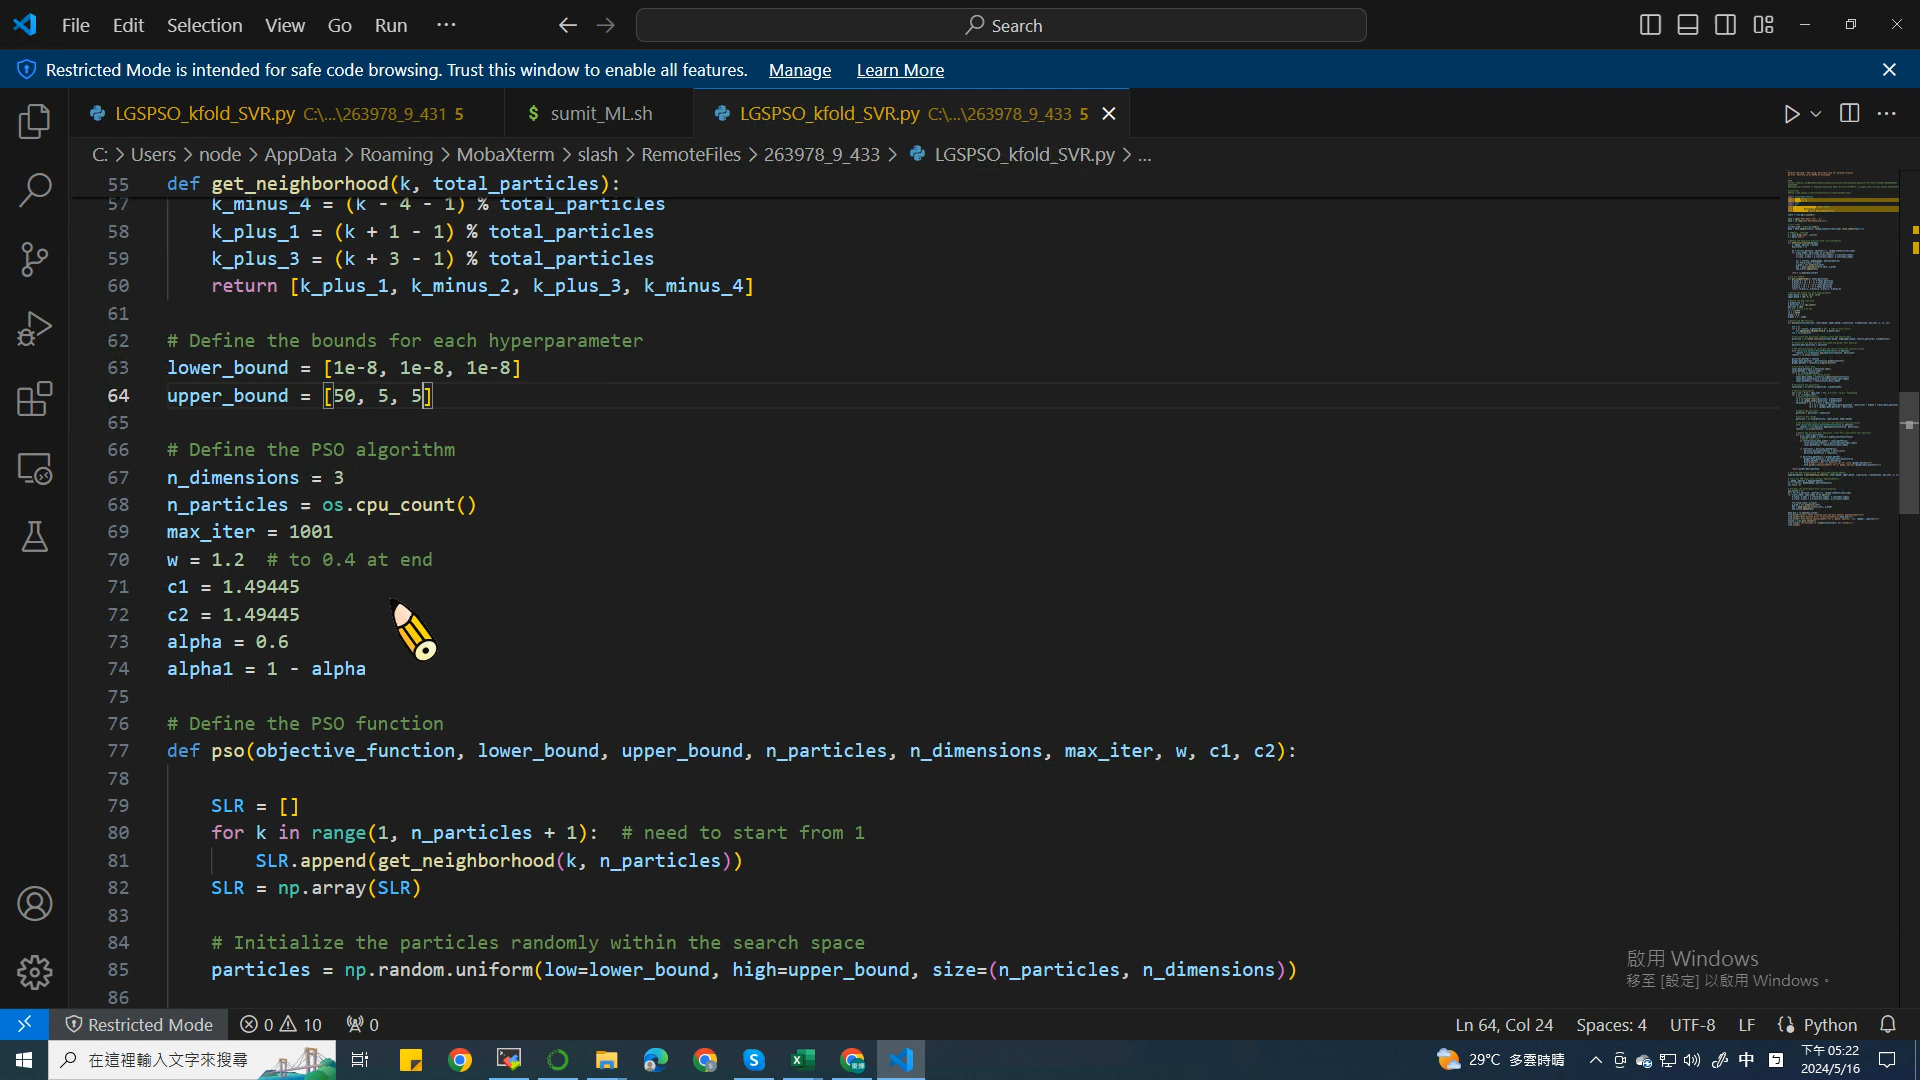 File Edit Selection View Go Run ··· Search
Restricted Mode is intended for safe code browsing. Trust this window to enable all features. Manage Learn More
LGSPSO_kfold_SVR.py C:\...\263978_9_431 5 $ sumit_ML.sh LGSPSO_kfold_SVR.py C:\...\263978_9_433 5
C: > Users > node > AppData > Roaming > MobaXterm > slash > RemoteFiles > 263978_9_433 > LGSPSO_kfold_SVR.py > ...
55 def get_neighborhood(k, total_particles):
57 k_minus_4 = (k - 4 - 1) % total_particles
58 k_plus_1 = (k + 1 - 1) % total_particles
59 k_plus_3 = (k + 3 - 1) % total_particles
60 return [k_plus_1, k_minus_2, k_plus_3, k_minus_4]
61
62 # Define the bounds for each hyperparameter
63 lower_bound = [1e-8, 1e-8, 1e-8]
64 upper_bound = [50, 5, 5]
65
66 # Define the PSO algorithm
67 n_dimensions = 3
68 n_particles = os.cpu_count()
69 max_iter = 1001
70 w = 1.2 # to 0.4 at end
71 c1 = 1.49445
72 c2 = 1.49445
73 alpha = 0.6
74 alpha1 = 1 - alpha
75
76 # Define the PSO function
77 def pso(objective_function, lower_bound, upper_bound, n_particles, n_dimensions, max_iter, w, c1, c2):
78
79 SLR = []
80 for k in range(1, n_particles + 1): # need to start from 1
81 SLR.append(get_neighborhood(k, n_particles))
82 SLR = np.array(SLR)
83
84 # Initialize the particles randomly within the search space
85 particles = np.random.uniform(low=lower_bound, high=upper_bound, size=(n_particles, n_dimensions))
86
啟用 Windows
移至 [設定] 以啟用 Windows。
Restricted Mode 0 10 0 Ln 64, Col 24 Spaces: 4 UTF-8 LF Python
在這裡輸入文字來搜尋 29°C 多雲時晴 中 下午 05:22
2024/5/16